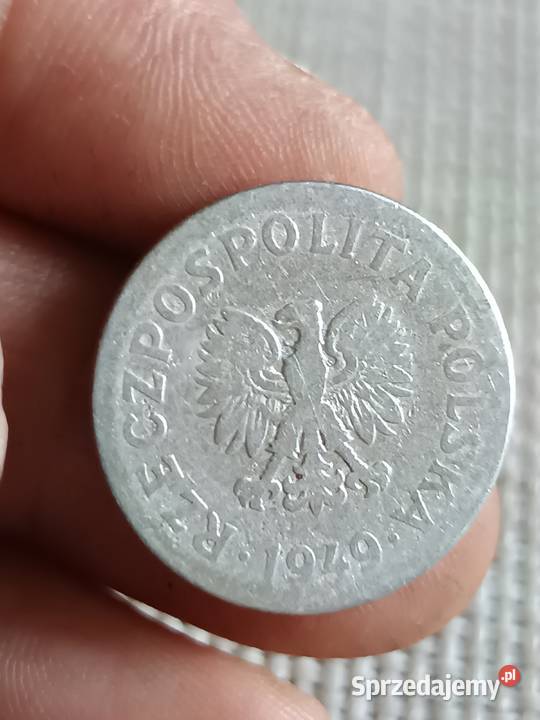 RZECZPOSPOLITA POLSKA
· 1949 ·
Sprzedajemy.pl